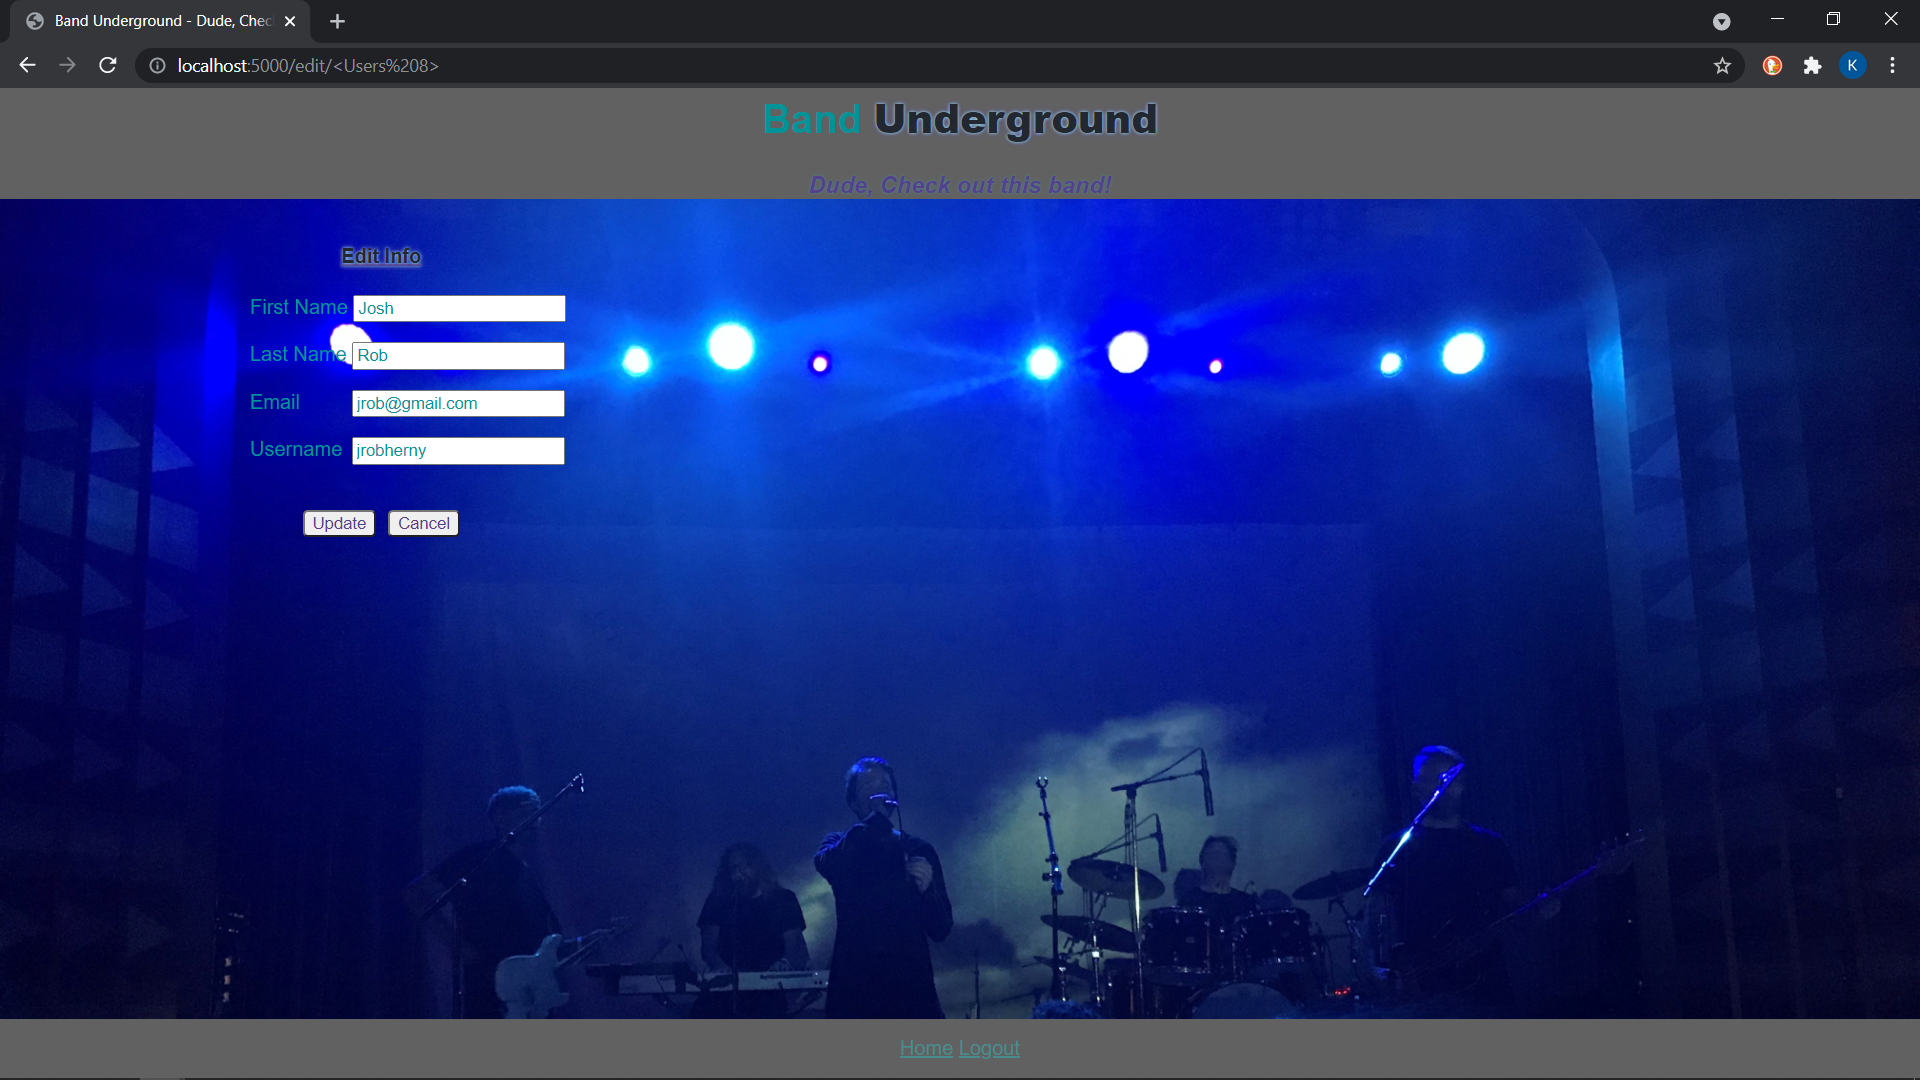 Band Underground - Dude, Chec
localhost:5000/edit/<Users%208>
K
Band Underground
Dude, Check out this band!
Edit Info
First Name Josh
Last Name Rob
Email jrob@gmail.com
Username jrobherny
Update Cancel
Home Logout